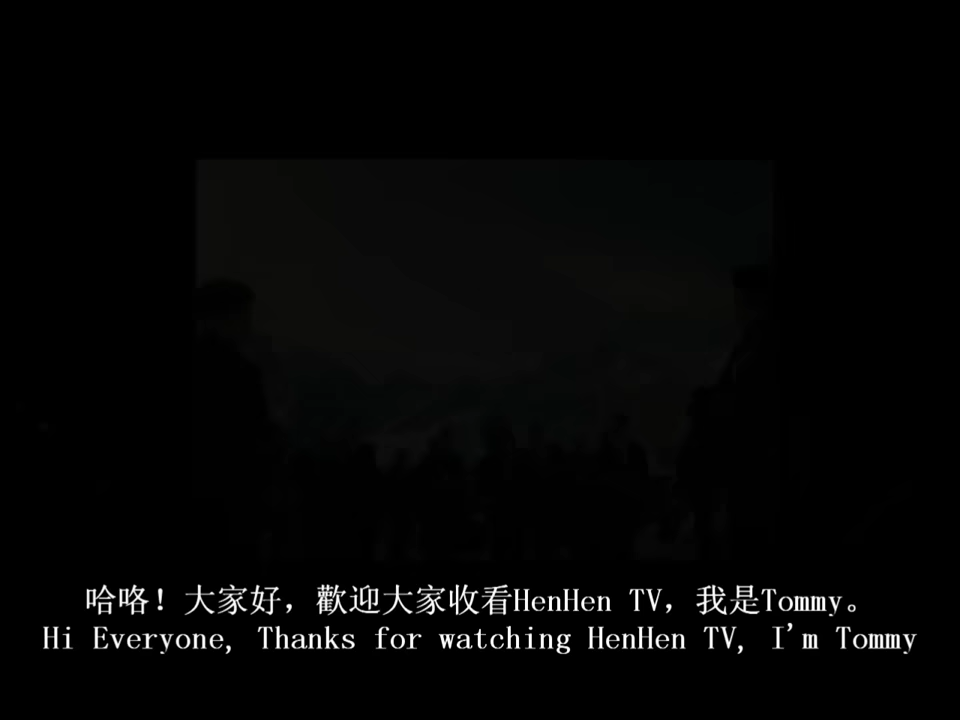 哈咯！大家好，歡迎大家收看HenHen TV，我是Tommy。
Hi Everyone, Thanks for watching HenHen TV, I'm Tommy